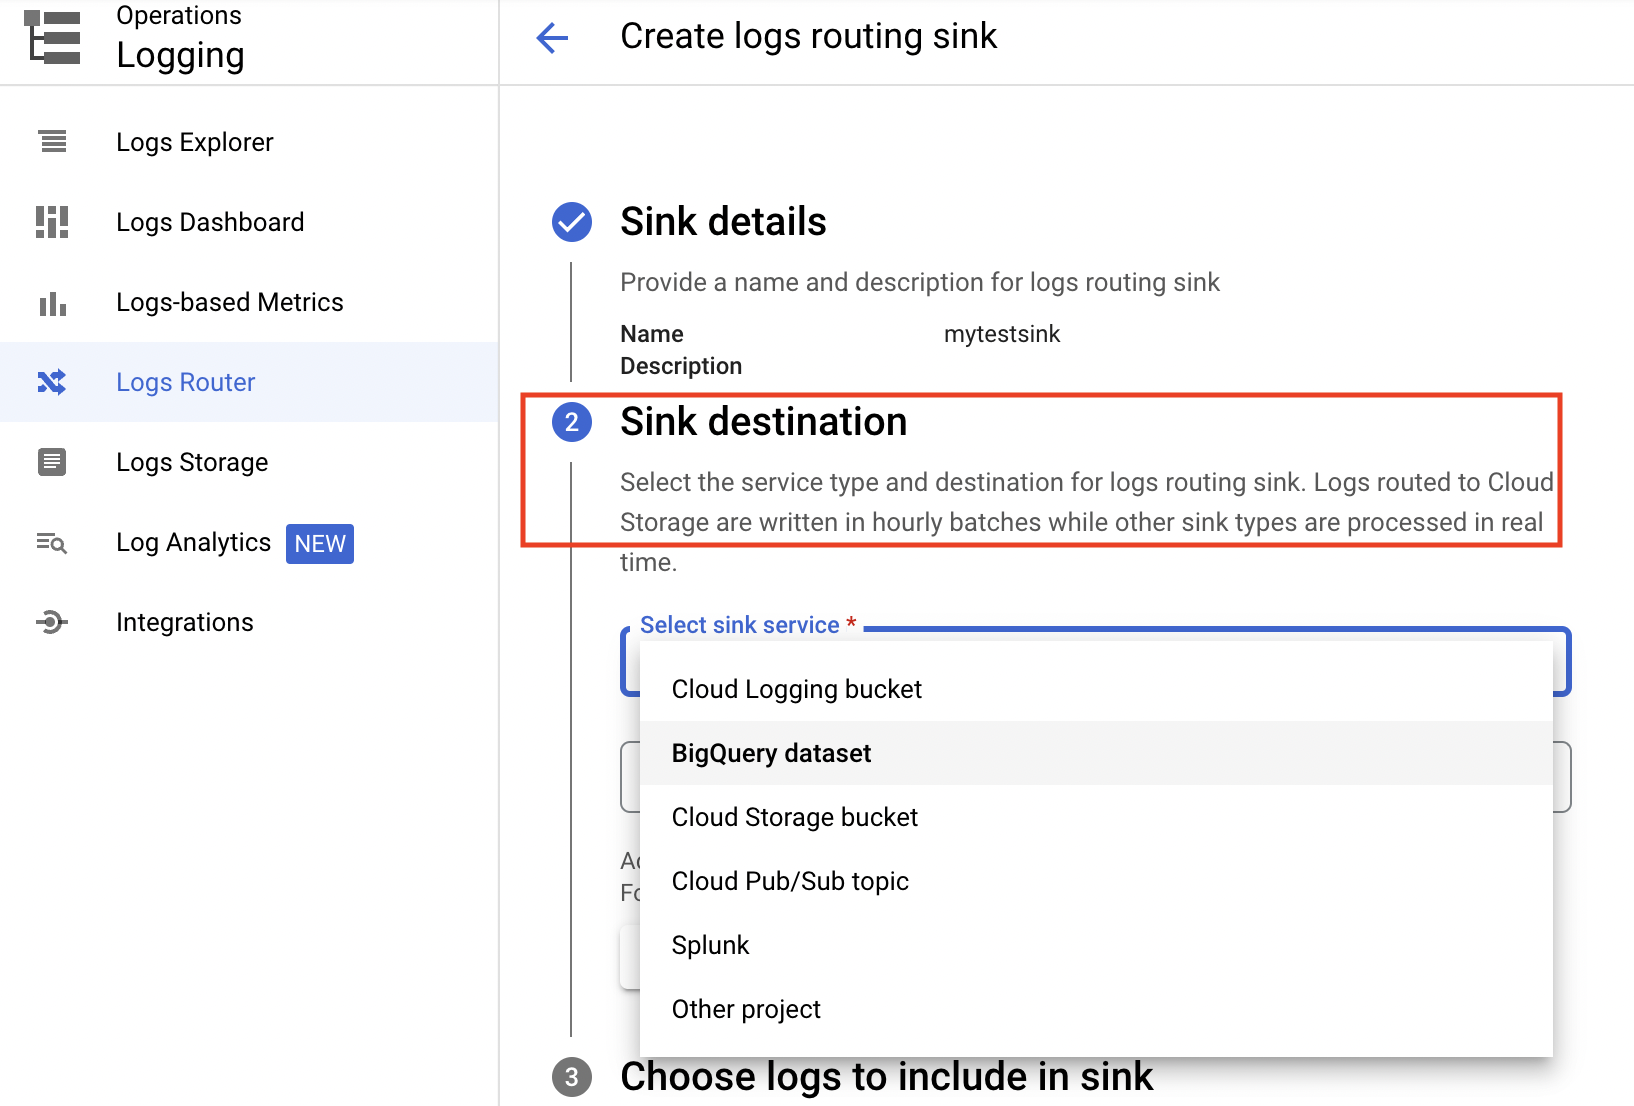 Operations
Logging
Create logs routing sink
Logs Explorer
Logs Dashboard
Logs-based Metrics
Logs Router
Logs Storage
Log Analytics NEW
Integrations
Sink details
Provide a name and description for logs routing sink
Name mytestsink
Description
2 Sink destination
Select the service type and destination for logs routing sink. Logs routed to Cloud
Storage are written in hourly batches while other sink types are processed in real
time.
Select sink service *
Cloud Logging bucket
BigQuery dataset
Cloud Storage bucket
Cloud Pub/Sub topic
Splunk
Other project
3 Choose logs to include in sink